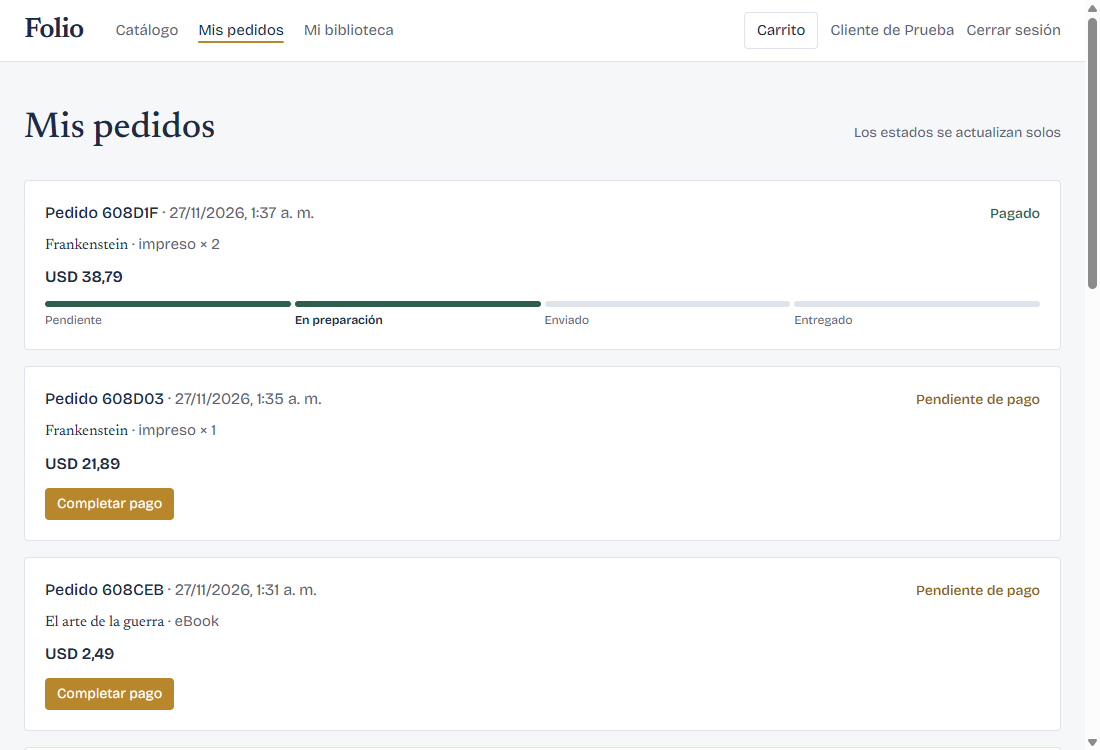 Folio Catálogo Mis pedidos Mi biblioteca Carrito Cliente de Prueba Cerrar sesión
Mis pedidos
Los estados se actualizan solos
Pedido 608D1F · 27/11/2026, 1:37 a. m. Pagado
Frankenstein · impreso × 2
USD 38,79
Pendiente En preparación Enviado Entregado
Pedido 608D03 · 27/11/2026, 1:35 a. m. Pendiente de pago
Frankenstein · impreso × 1
USD 21,89
Completar pago
Pedido 608CEB · 27/11/2026, 1:31 a. m. Pendiente de pago
El arte de la guerra · eBook
USD 2,49
Completar pago